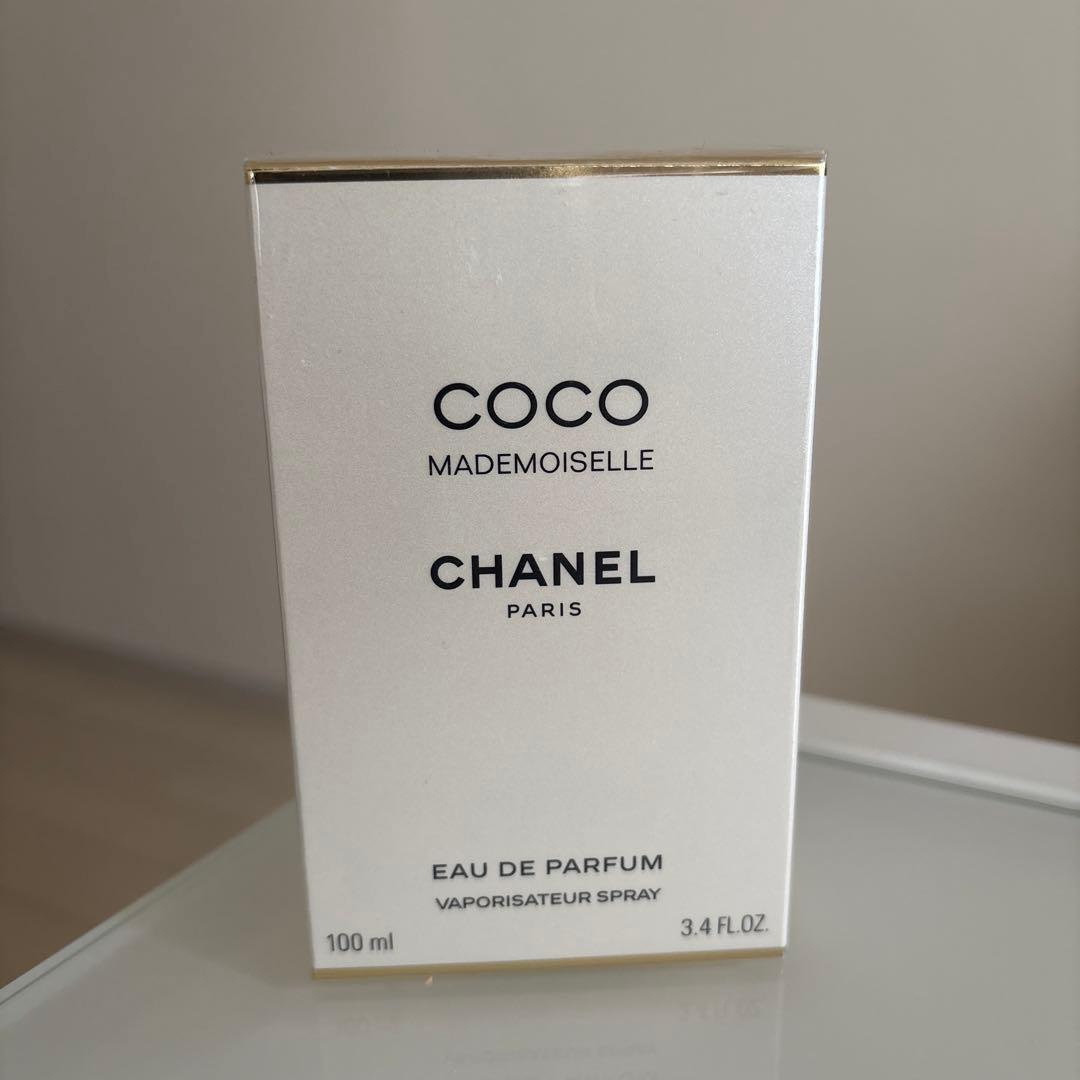 COCO
MADEMOISELLE
CHANEL
PARIS
EAU DE PARFUM
VAPORISATEUR SPRAY
100 ml 3.4 FL.OZ.